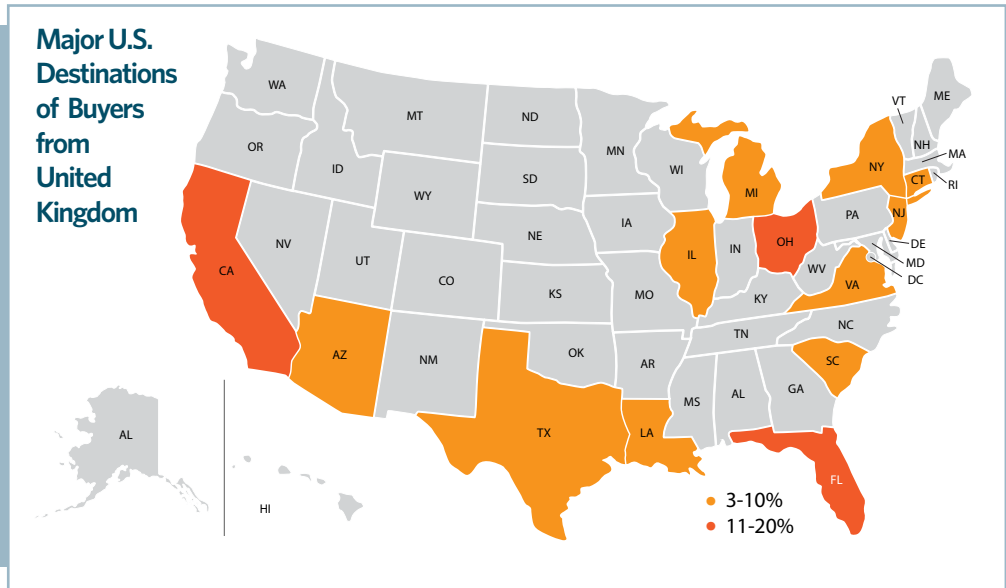 Major U.S.
Destinations
of Buyers
from
United
Kingdom
WA
OR
CA
ID
NV
MT
WY
UT
AZ
CO
NM
ND
SD
NE
KS
OK
TX
MN
IA
MO
AR
LA
WI
IL
MI
IN
OH
KY
TN
MS
AL
GA
FL
SC
NC
VA
WV
PA
NY
VT
NH
ME
MA
RI
CT
NJ
DE
MD
DC
AL
HI
3-10%
11-20%